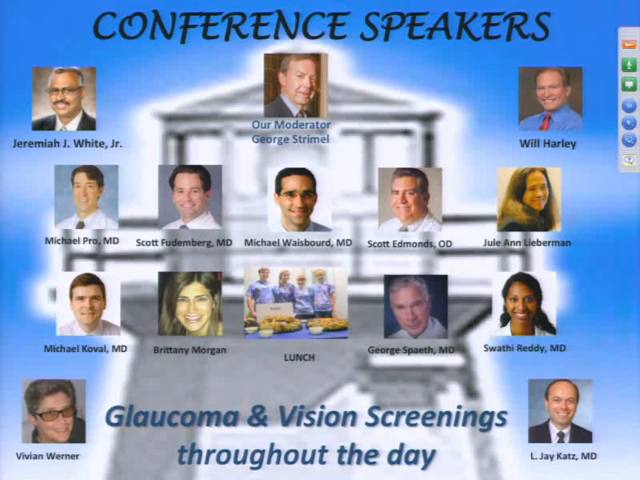 CONFERENCE SPEAKERS
Jeremiah J. White, Jr.
Our Moderator
George Strimel
Will Harley
Michael Pro, MD
Scott Fudemberg, MD
Michael Waisbourd, MD
Scott Edmonds, OD
Jule Ann Lieberman
Michael Koval, MD
Brittany Morgan
LUNCH
George Spaeth, MD
Swathi Reddy, MD
Glaucoma & Vision Screenings
throughout the day
Vivian Werner
L. Jay Katz, MD